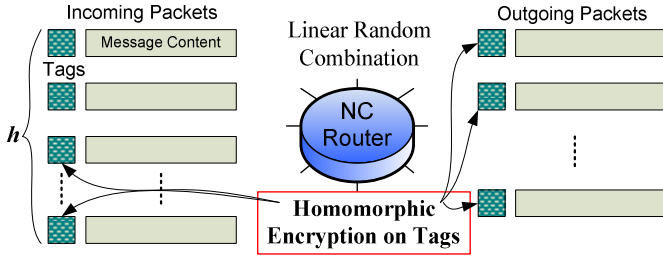 Incoming Packets
Message Content
Tags
h
Linear Random
Combination
NC
Router
Homomorphic
Encryption on Tags
Outgoing Packets